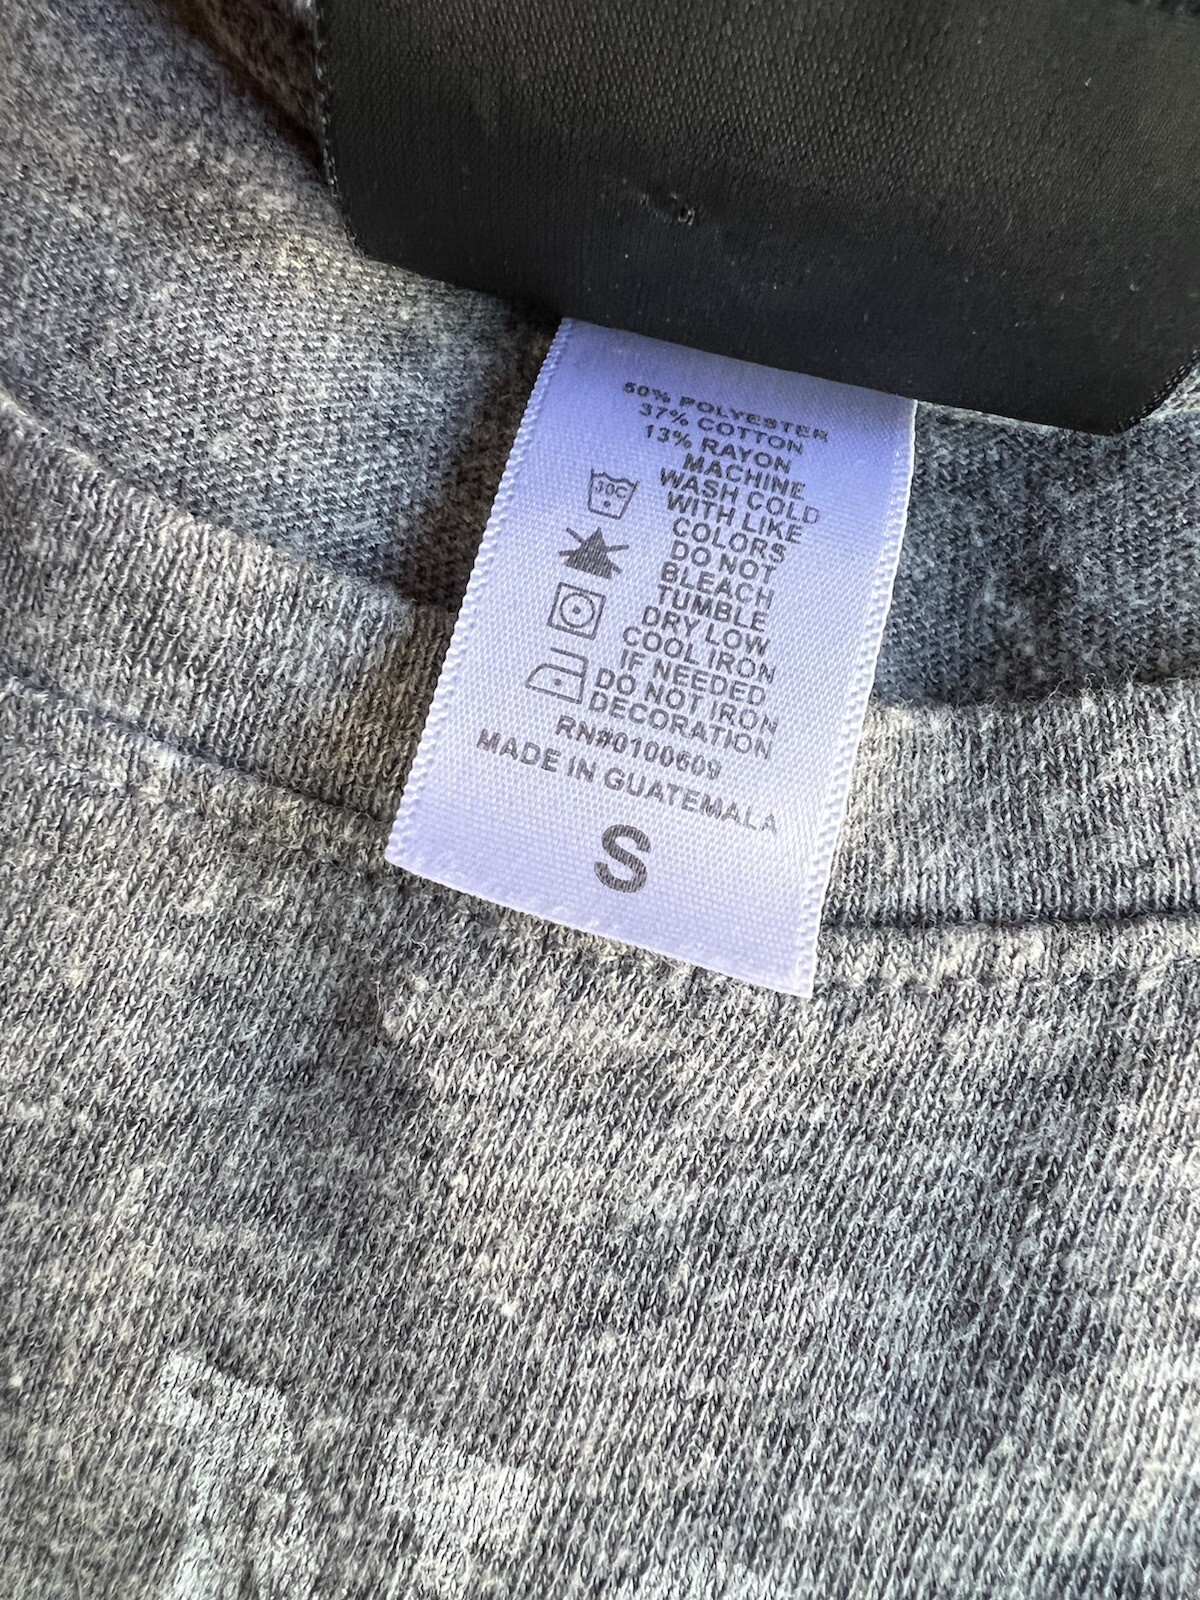 50% POLYESTER
37% COTTON
13% RAYON
MACHINE
WASH COLD
WITH LIKE
COLORS
DO NOT
BLEACH
TUMBLE
DRY LOW
COOL IRON
IF NEEDED
DO NOT IRON
DECORATION
30C
RN#0100609
MADE IN GUATEMALA
S